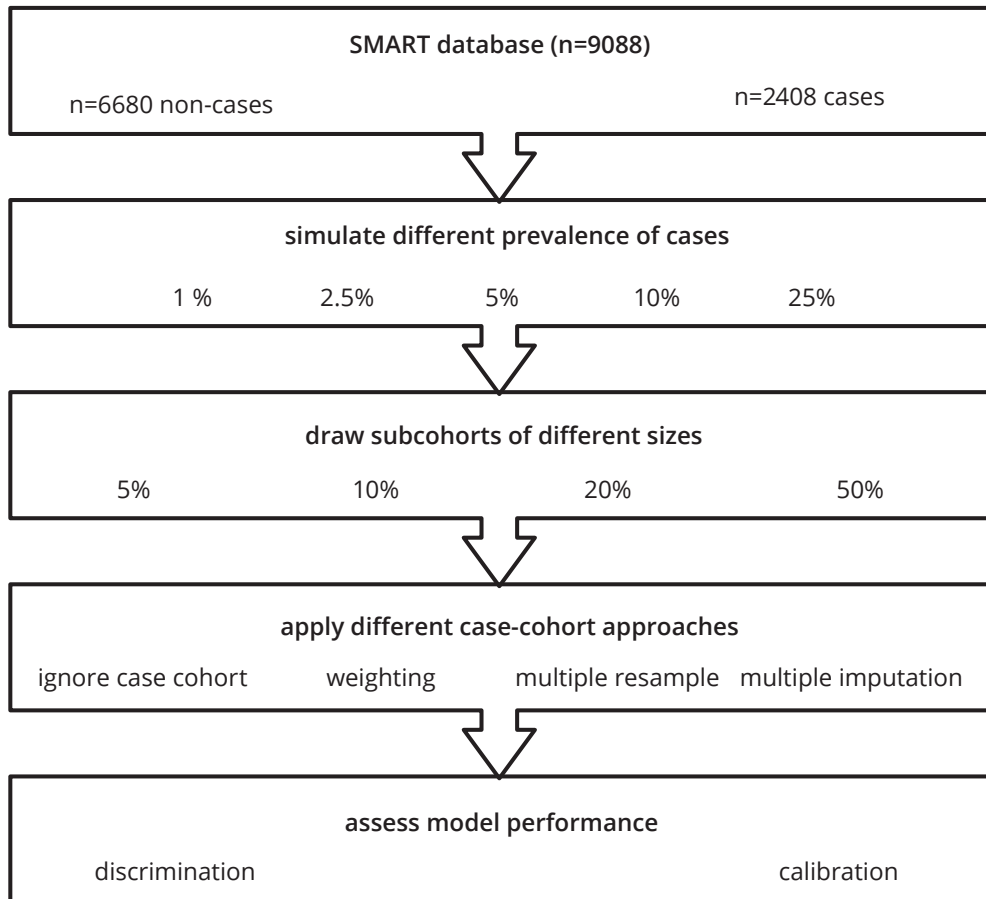 SMART database (n=9088)
n=6680 non-cases n=2408 cases
simulate different prevalence of cases
1 % 2.5% 5% 10% 25%
draw subcohorts of different sizes
5% 10% 20% 50%
apply different case-cohort approaches
ignore case cohort weighting multiple resample multiple imputation
assess model performance
discrimination calibration